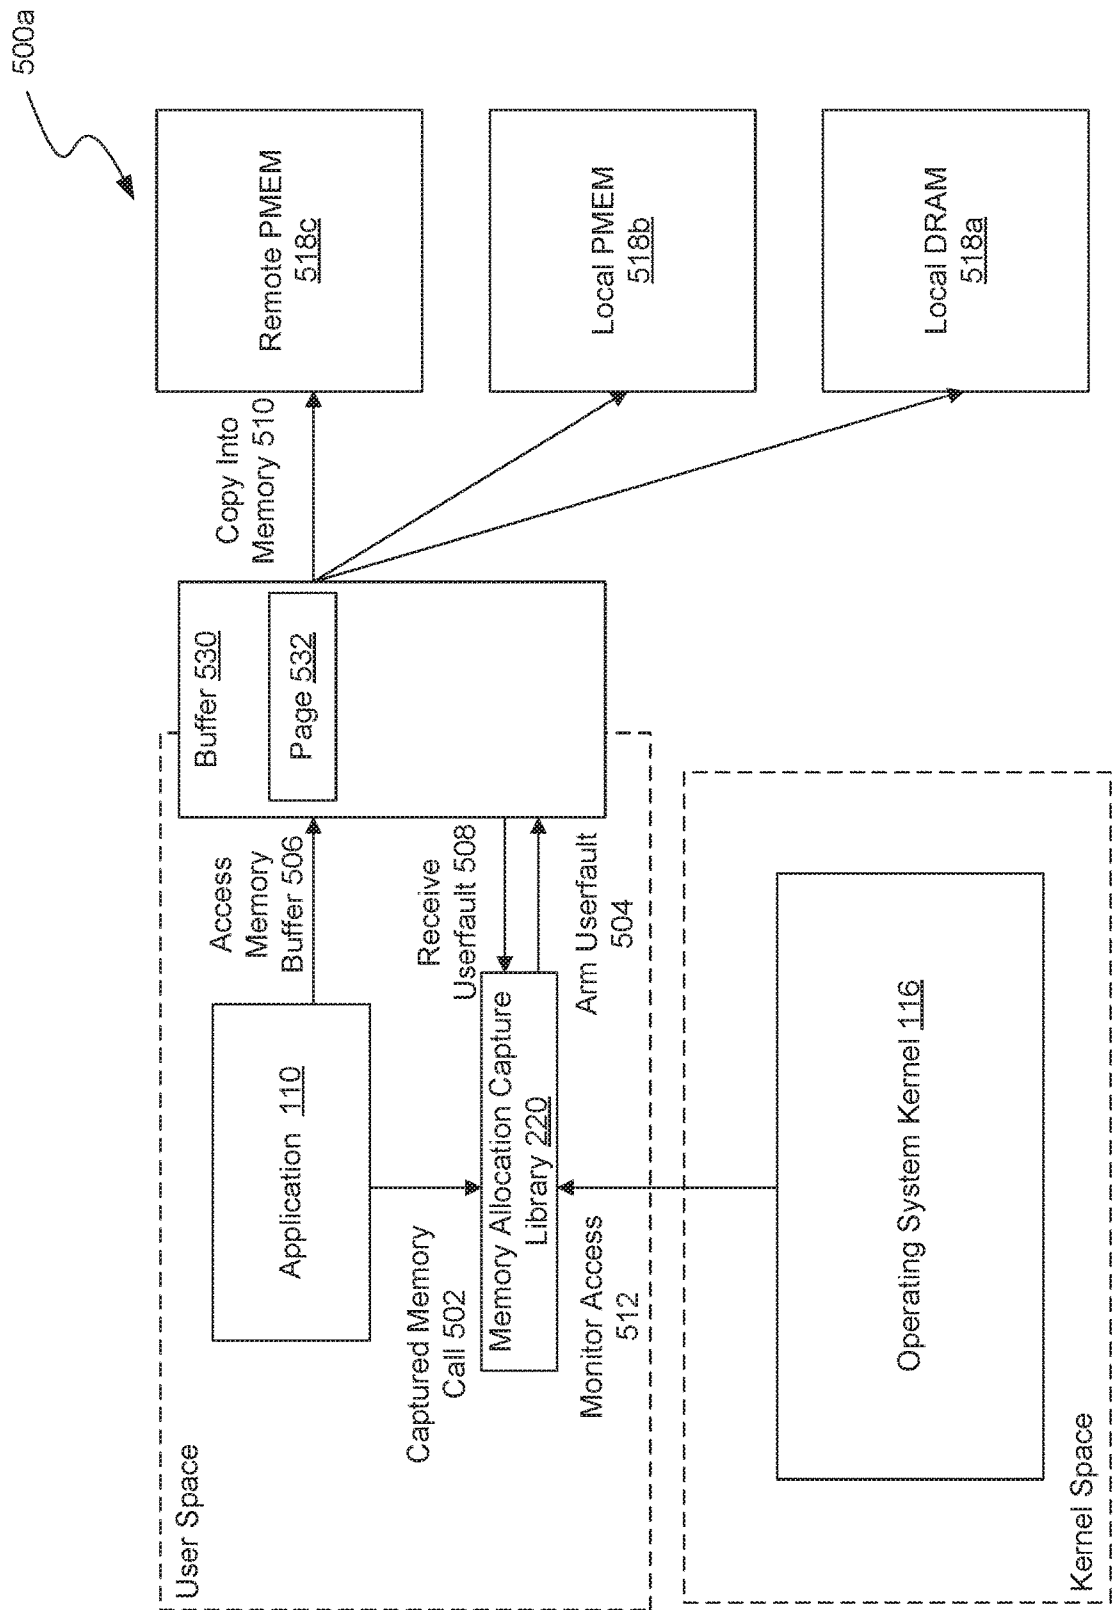 500a
User Space
Application 110
Access
Memory
Buffer 506
Buffer 530
Page 532
Copy Into
Memory 510
Remote PMEM
518c
Captured Memory
Call 502
Receive
Userfault 508
Memory Allocation Capture
Library 220
Arm Userfault
504
Monitor Access
512
Local PMEM
518b
Local DRAM
518a
Operating System Kernel 116
Kernel Space